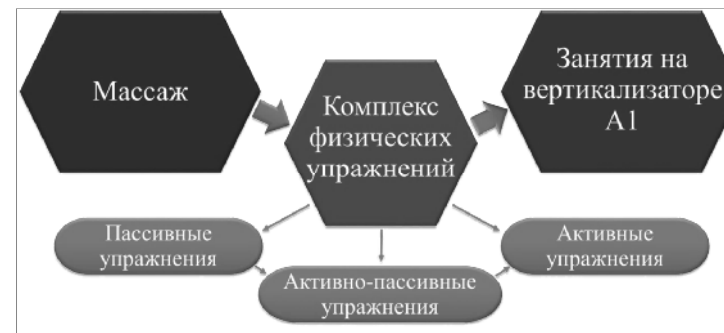 Массаж
Комплекс
физических
упражнений
Занятия на
вертикализаторе
А1
Пассивные
упражнения
Активно-пассивные
упражнения
Активные
упражнения